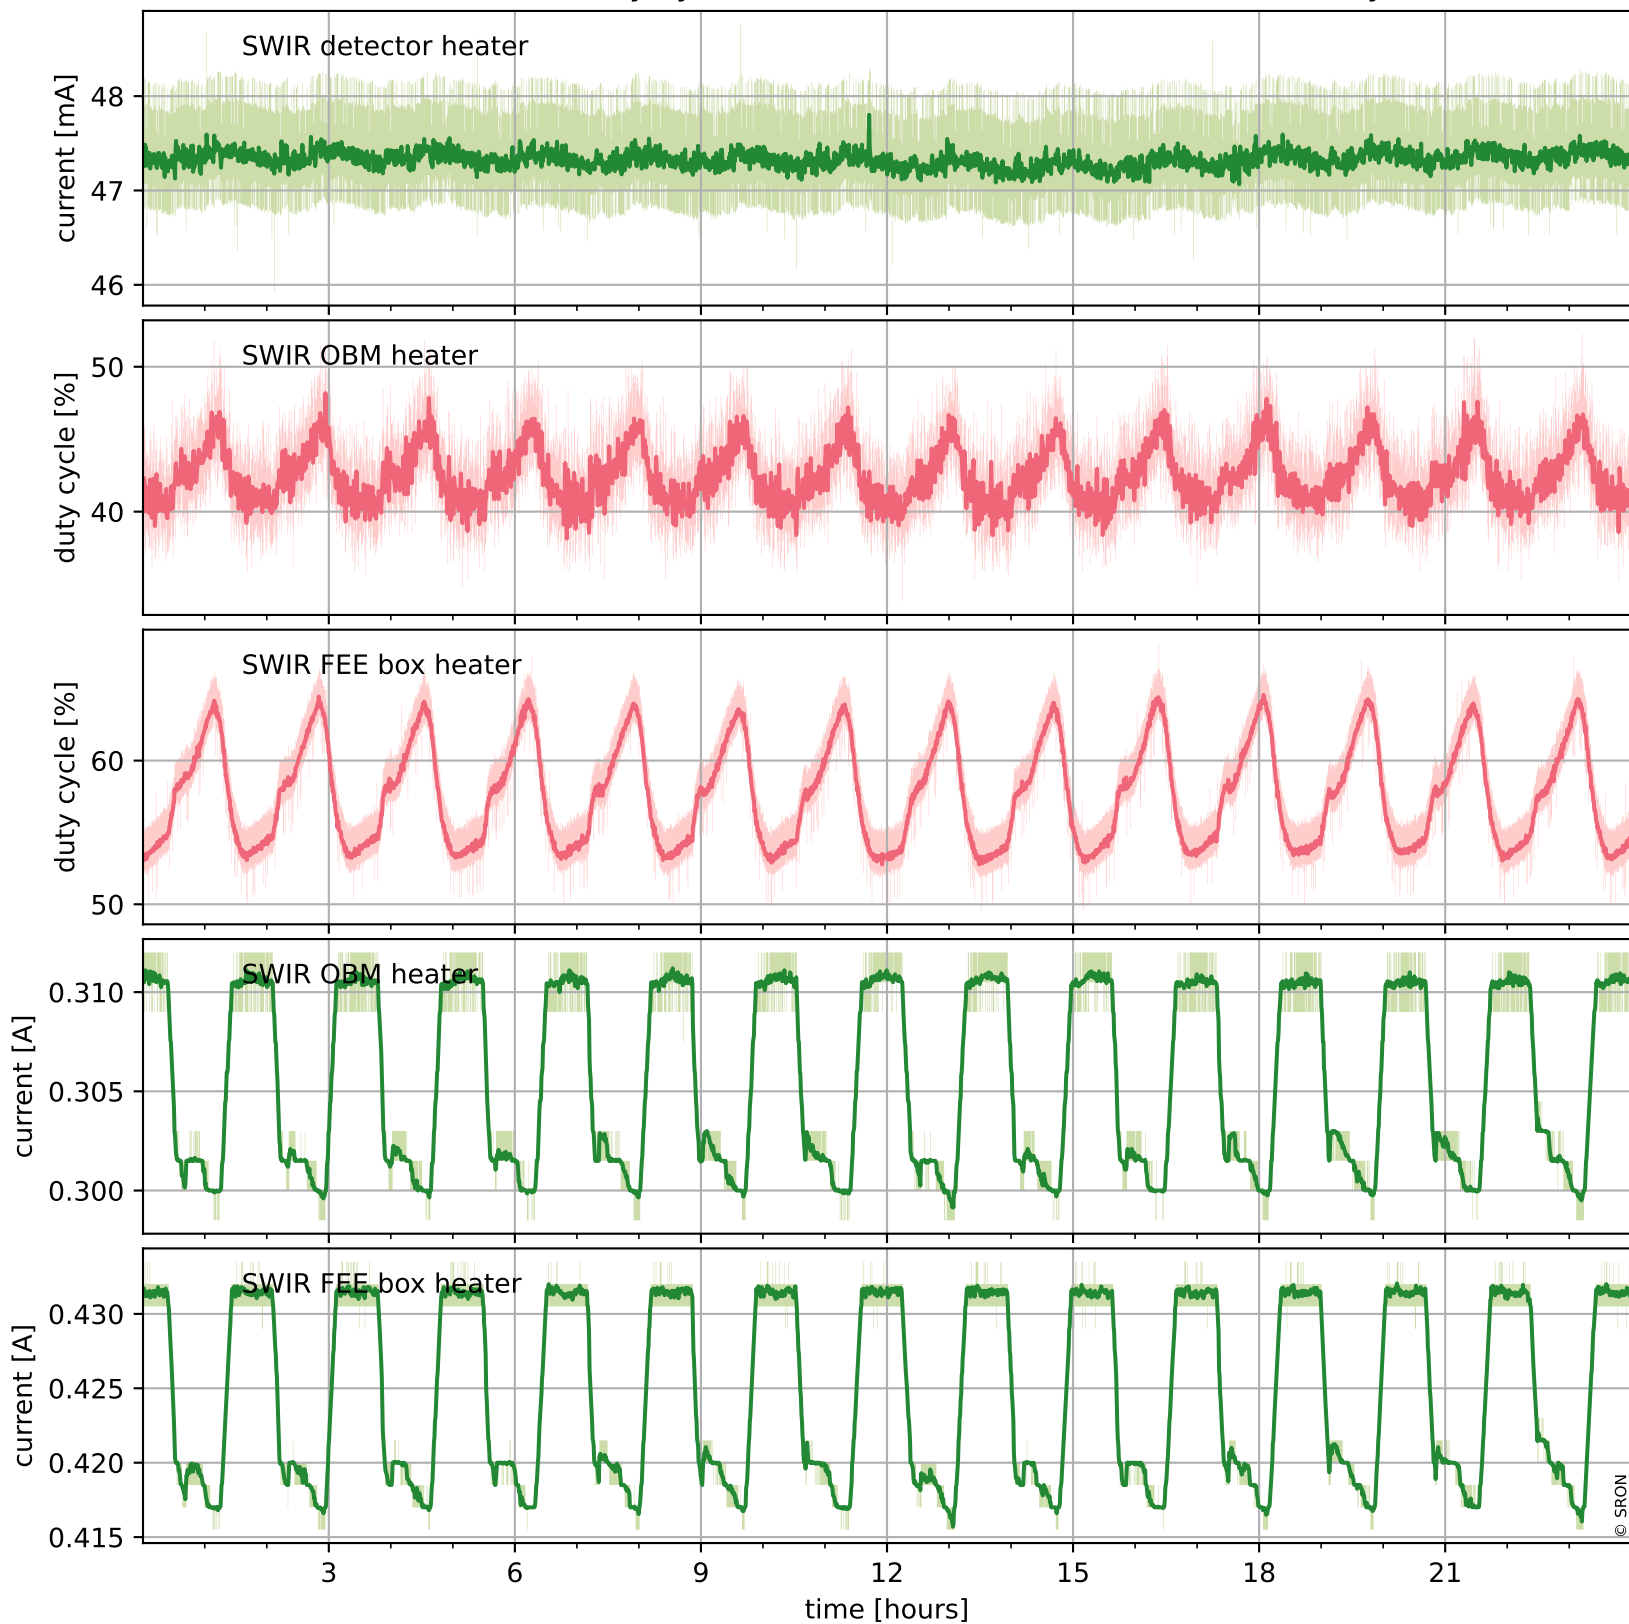 SWIR detector heater
current [mA]
48
47
46
SWIR OBM heater
duty cycle [%]
50
40
SWIR FEE box heater
duty cycle [%]
60
50
SWIR OBM heater
current [A]
0.310
0.305
0.300
SWIR FEE box heater
current [A]
0.430
0.425
0.420
0.415
© SRON
3 6 9 12 15 18 21
time [hours]